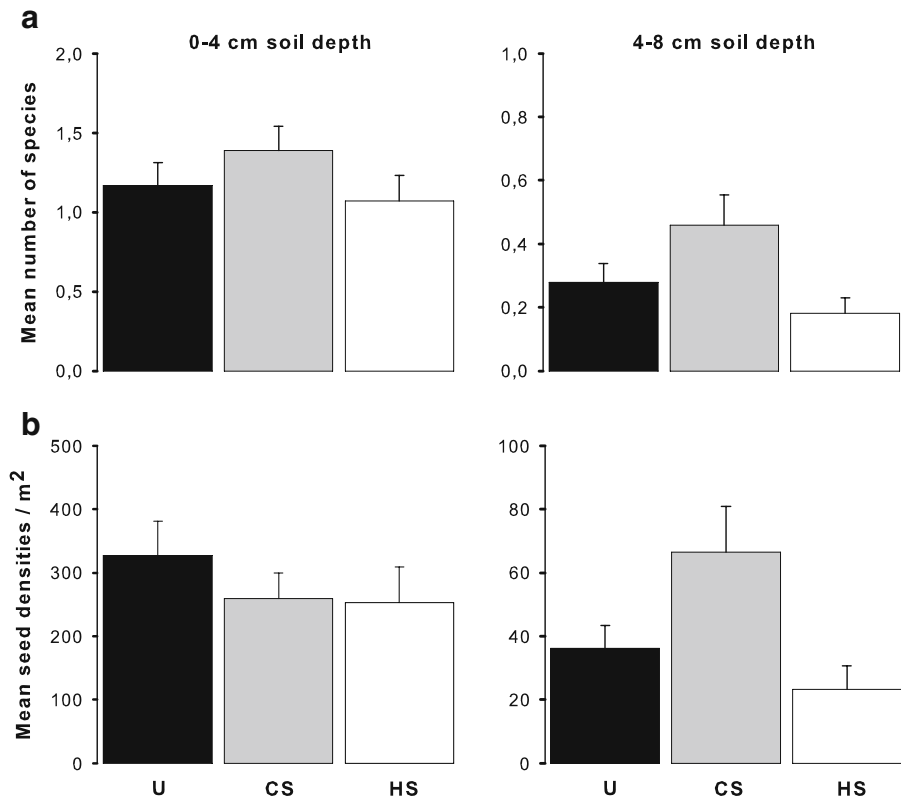 a
0-4 cm soil depth
4-8 cm soil depth
Mean number of species
2,0
1,5
1,0
0,5
0,0
1,0
0,8
0,6
0,4
0,2
0,0
b
Mean seed densities / m²
500
400
300
200
100
0
100
80
60
40
20
0
U CS HS
U CS HS